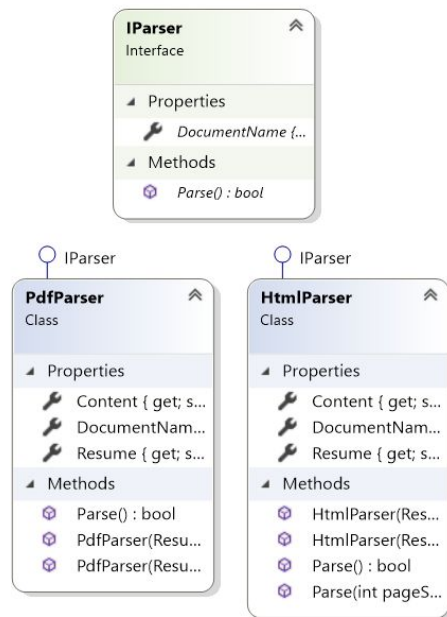 IParser
Interface
Properties
DocumentName {...
Methods
Parse() : bool
IParser
PdfParser
Class
Properties
Content { get; s...
DocumentNam...
Resume { get; s...
Methods
Parse() : bool
PdfParser(Resu...
PdfParser(Resu...
IParser
HtmlParser
Class
Properties
Content { get; s...
DocumentNam...
Resume { get; s...
Methods
HtmlParser(Res...
HtmlParser(Res...
Parse() : bool
Parse(int pageS...